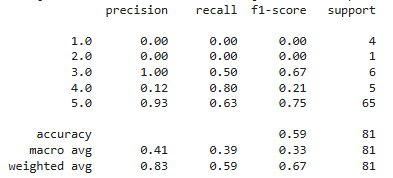 precision recall f1-score support
1.0 0.00 0.00 0.00 4
2.0 0.00 0.00 0.00 1
3.0 1.00 0.50 0.67 6
4.0 0.12 0.80 0.21 5
5.0 0.93 0.63 0.75 65
accuracy 0.59 81
macro avg 0.41 0.39 0.33 81
weighted avg 0.83 0.59 0.67 81